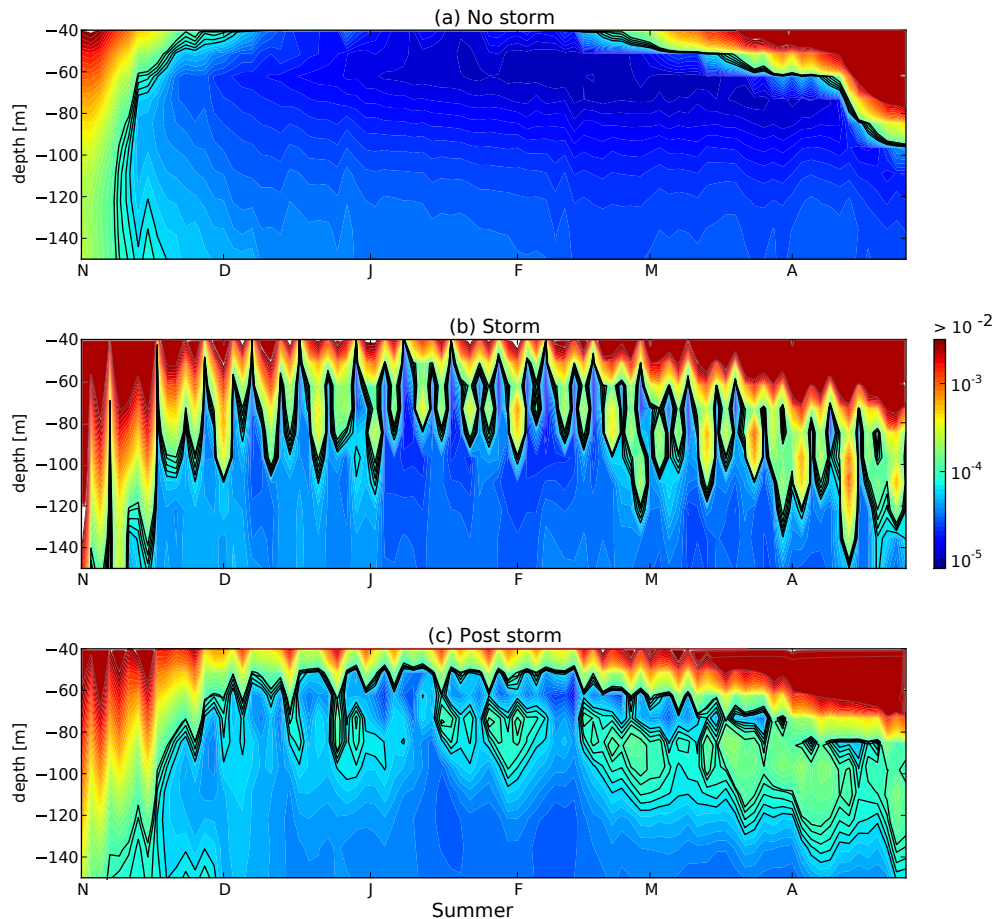 (a) No storm
−40
−60
−80
−100
−120
−140
depth [m]
N D J F M A
(b) Storm
−40
−60
−80
−100
−120
−140
depth [m]
N D J F M A
> 10 -2
10-3
10-4
10-5
(c) Post storm
−40
−60
−80
−100
−120
−140
depth [m]
N D J F M A
Summer